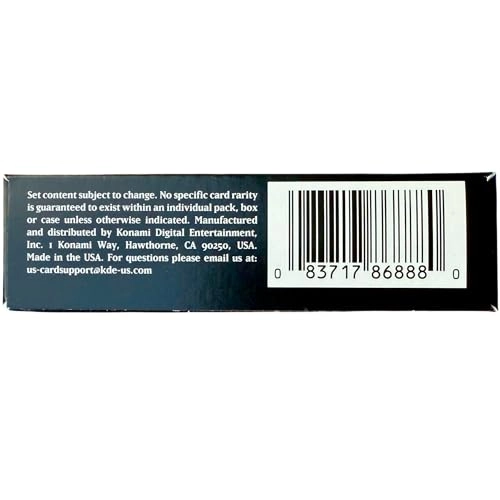 Set content subject to change. No specific card rarity
is guaranteed to exist within an individual pack, box
or case unless otherwise indicated. Manufactured
and distributed by Konami Digital Entertainment,
Inc. 1 Konami Way, Hawthorne, CA 90250, USA.
Made in the USA. For questions please email us at:
us-cardsupport@kde-us.com
0 83717 86888 0